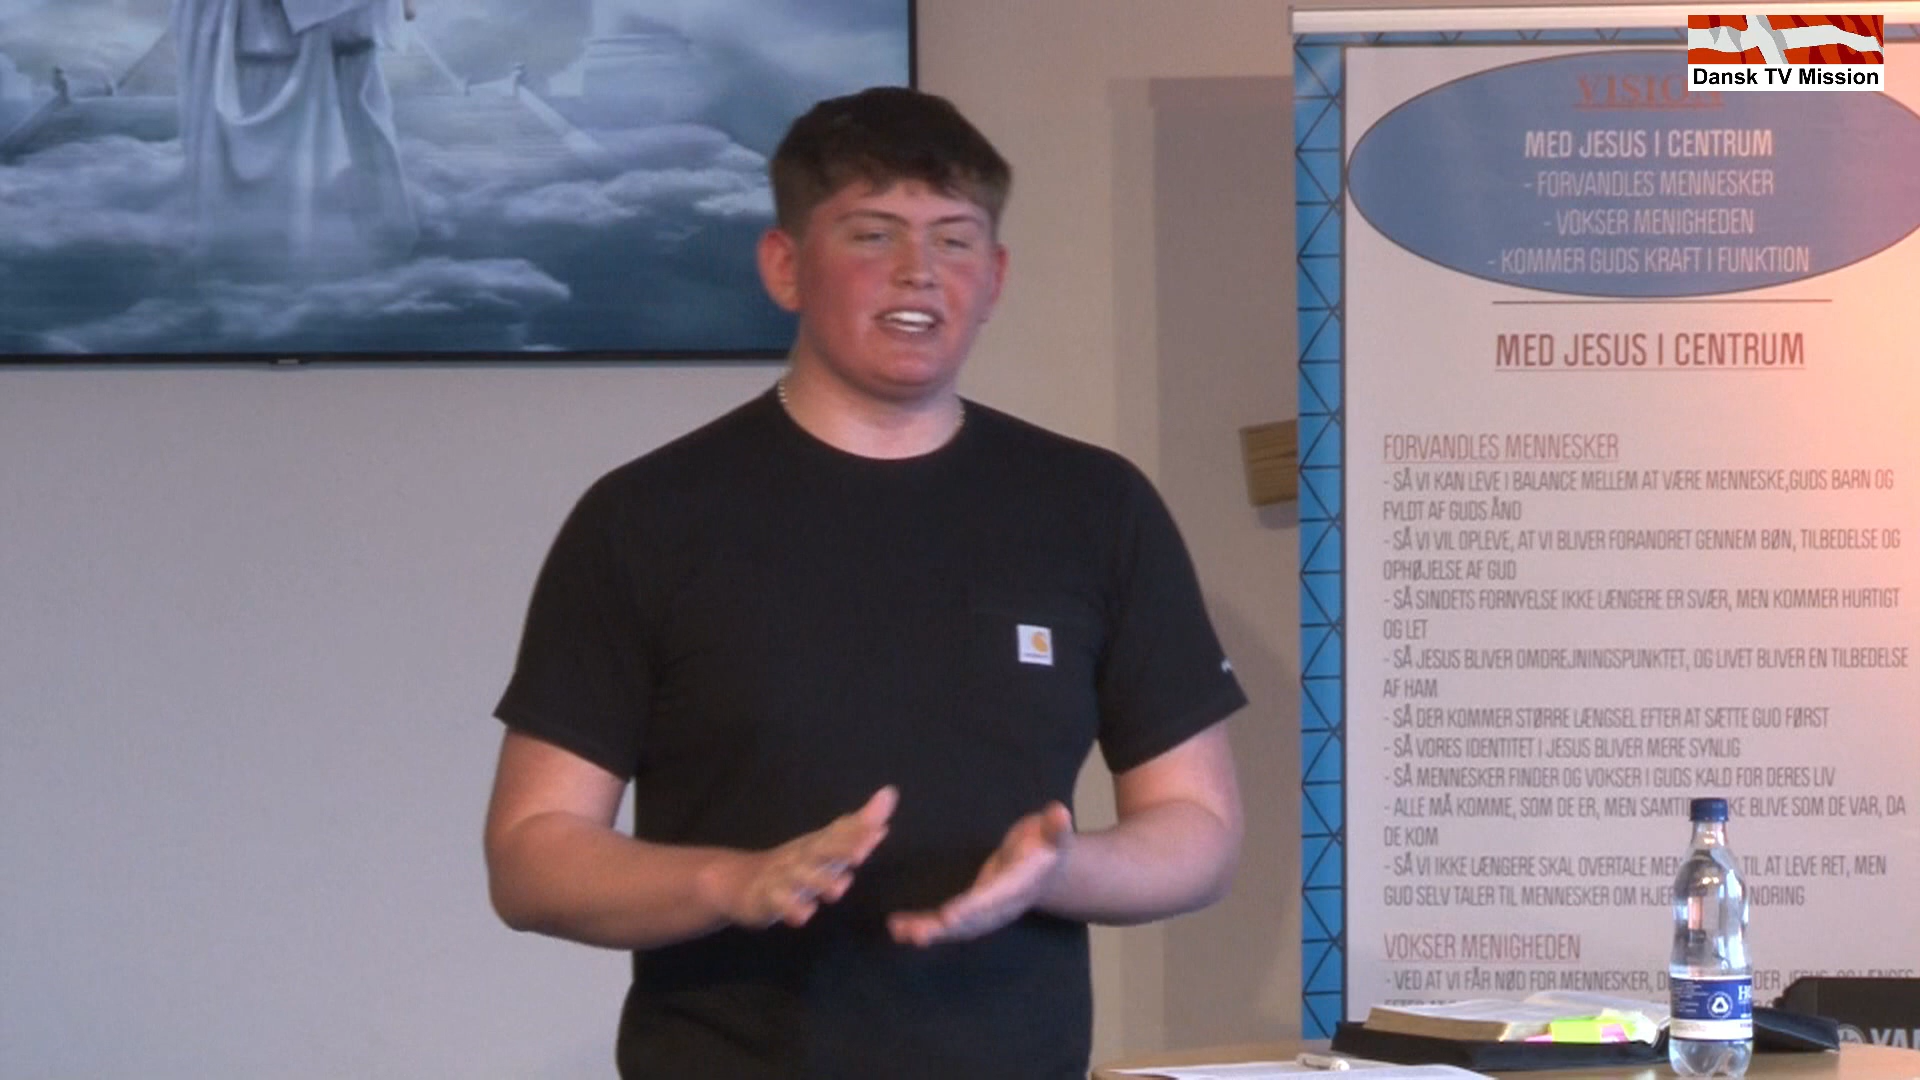 Dansk TV Mission
VISION
MED JESUS I CENTRUM
- FORVANDLES MENNESKER
- VOKSER MENIGHEDEN
- KOMMER GUDS KRAFT I FUNKTION
MED JESUS I CENTRUM
FORVANDLES MENNESKER
- SÅ VI KAN LEVE I BALANCE MELLEM AT VÆRE MENNESKE,GUDS BARN OG
FYLDT AF GUDS ÅND
- SÅ VI VIL OPLEVE, AT VI BLIVER FORANDRET GENNEM BØN, TILBEDELSE OG
OPHØJELSE AF GUD
- SÅ SINDETS FORNYELSE IKKE LÆNGERE ER SVÆR, MEN KOMMER HURTIGT
OG LET
- SÅ JESUS BLIVER OMDREJNINGSPUNKTET, OG LIVET BLIVER EN TILBEDELSE
AF HAM
- SÅ DER KOMMER STØRRE LÆNGSEL EFTER AT SÆTTE GUD FØRST
- SÅ VORES IDENTITET I JESUS BLIVER MERE SYNLIG
- SÅ MENNESKER FINDER OG VOKSER I GUDS KALD FOR DERES LIV
- ALLE MÅ KOMME, SOM DE ER, MEN BLIVE SOM DE VAR, DA
DE KOM
- SÅ VI IKKE LÆNGERE SKAL OVERTALE TIL AT LEVE RET, MEN
GUD SELV TALER TIL MENNESKER OM
VOKSER MENIGHEDEN
- VED AT VI FÅR NØD FOR MENNESKER,